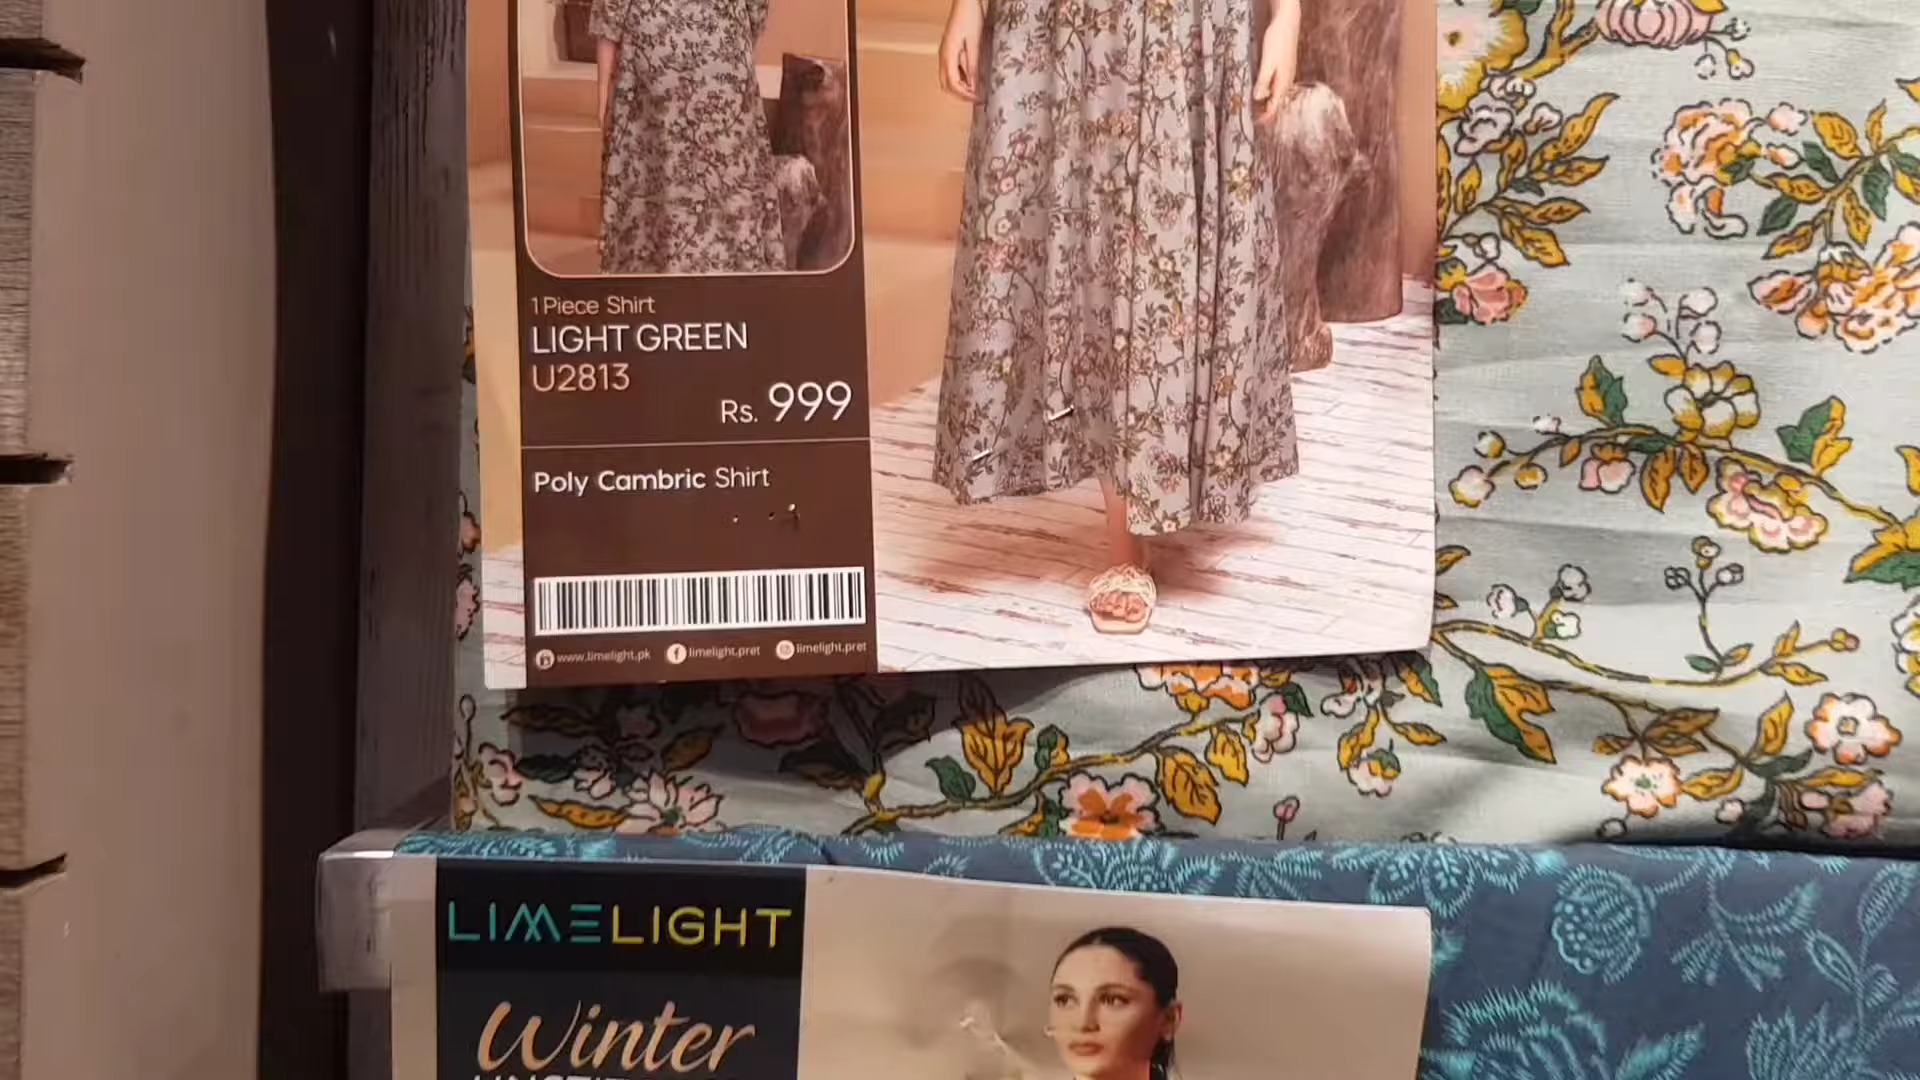 1 Piece Shirt
LIGHT GREEN
U2813
Rs. 999
Poly Cambric Shirt
www.limelight.pk limelight.pret limelight.pret
LIMELIGHT
Winter